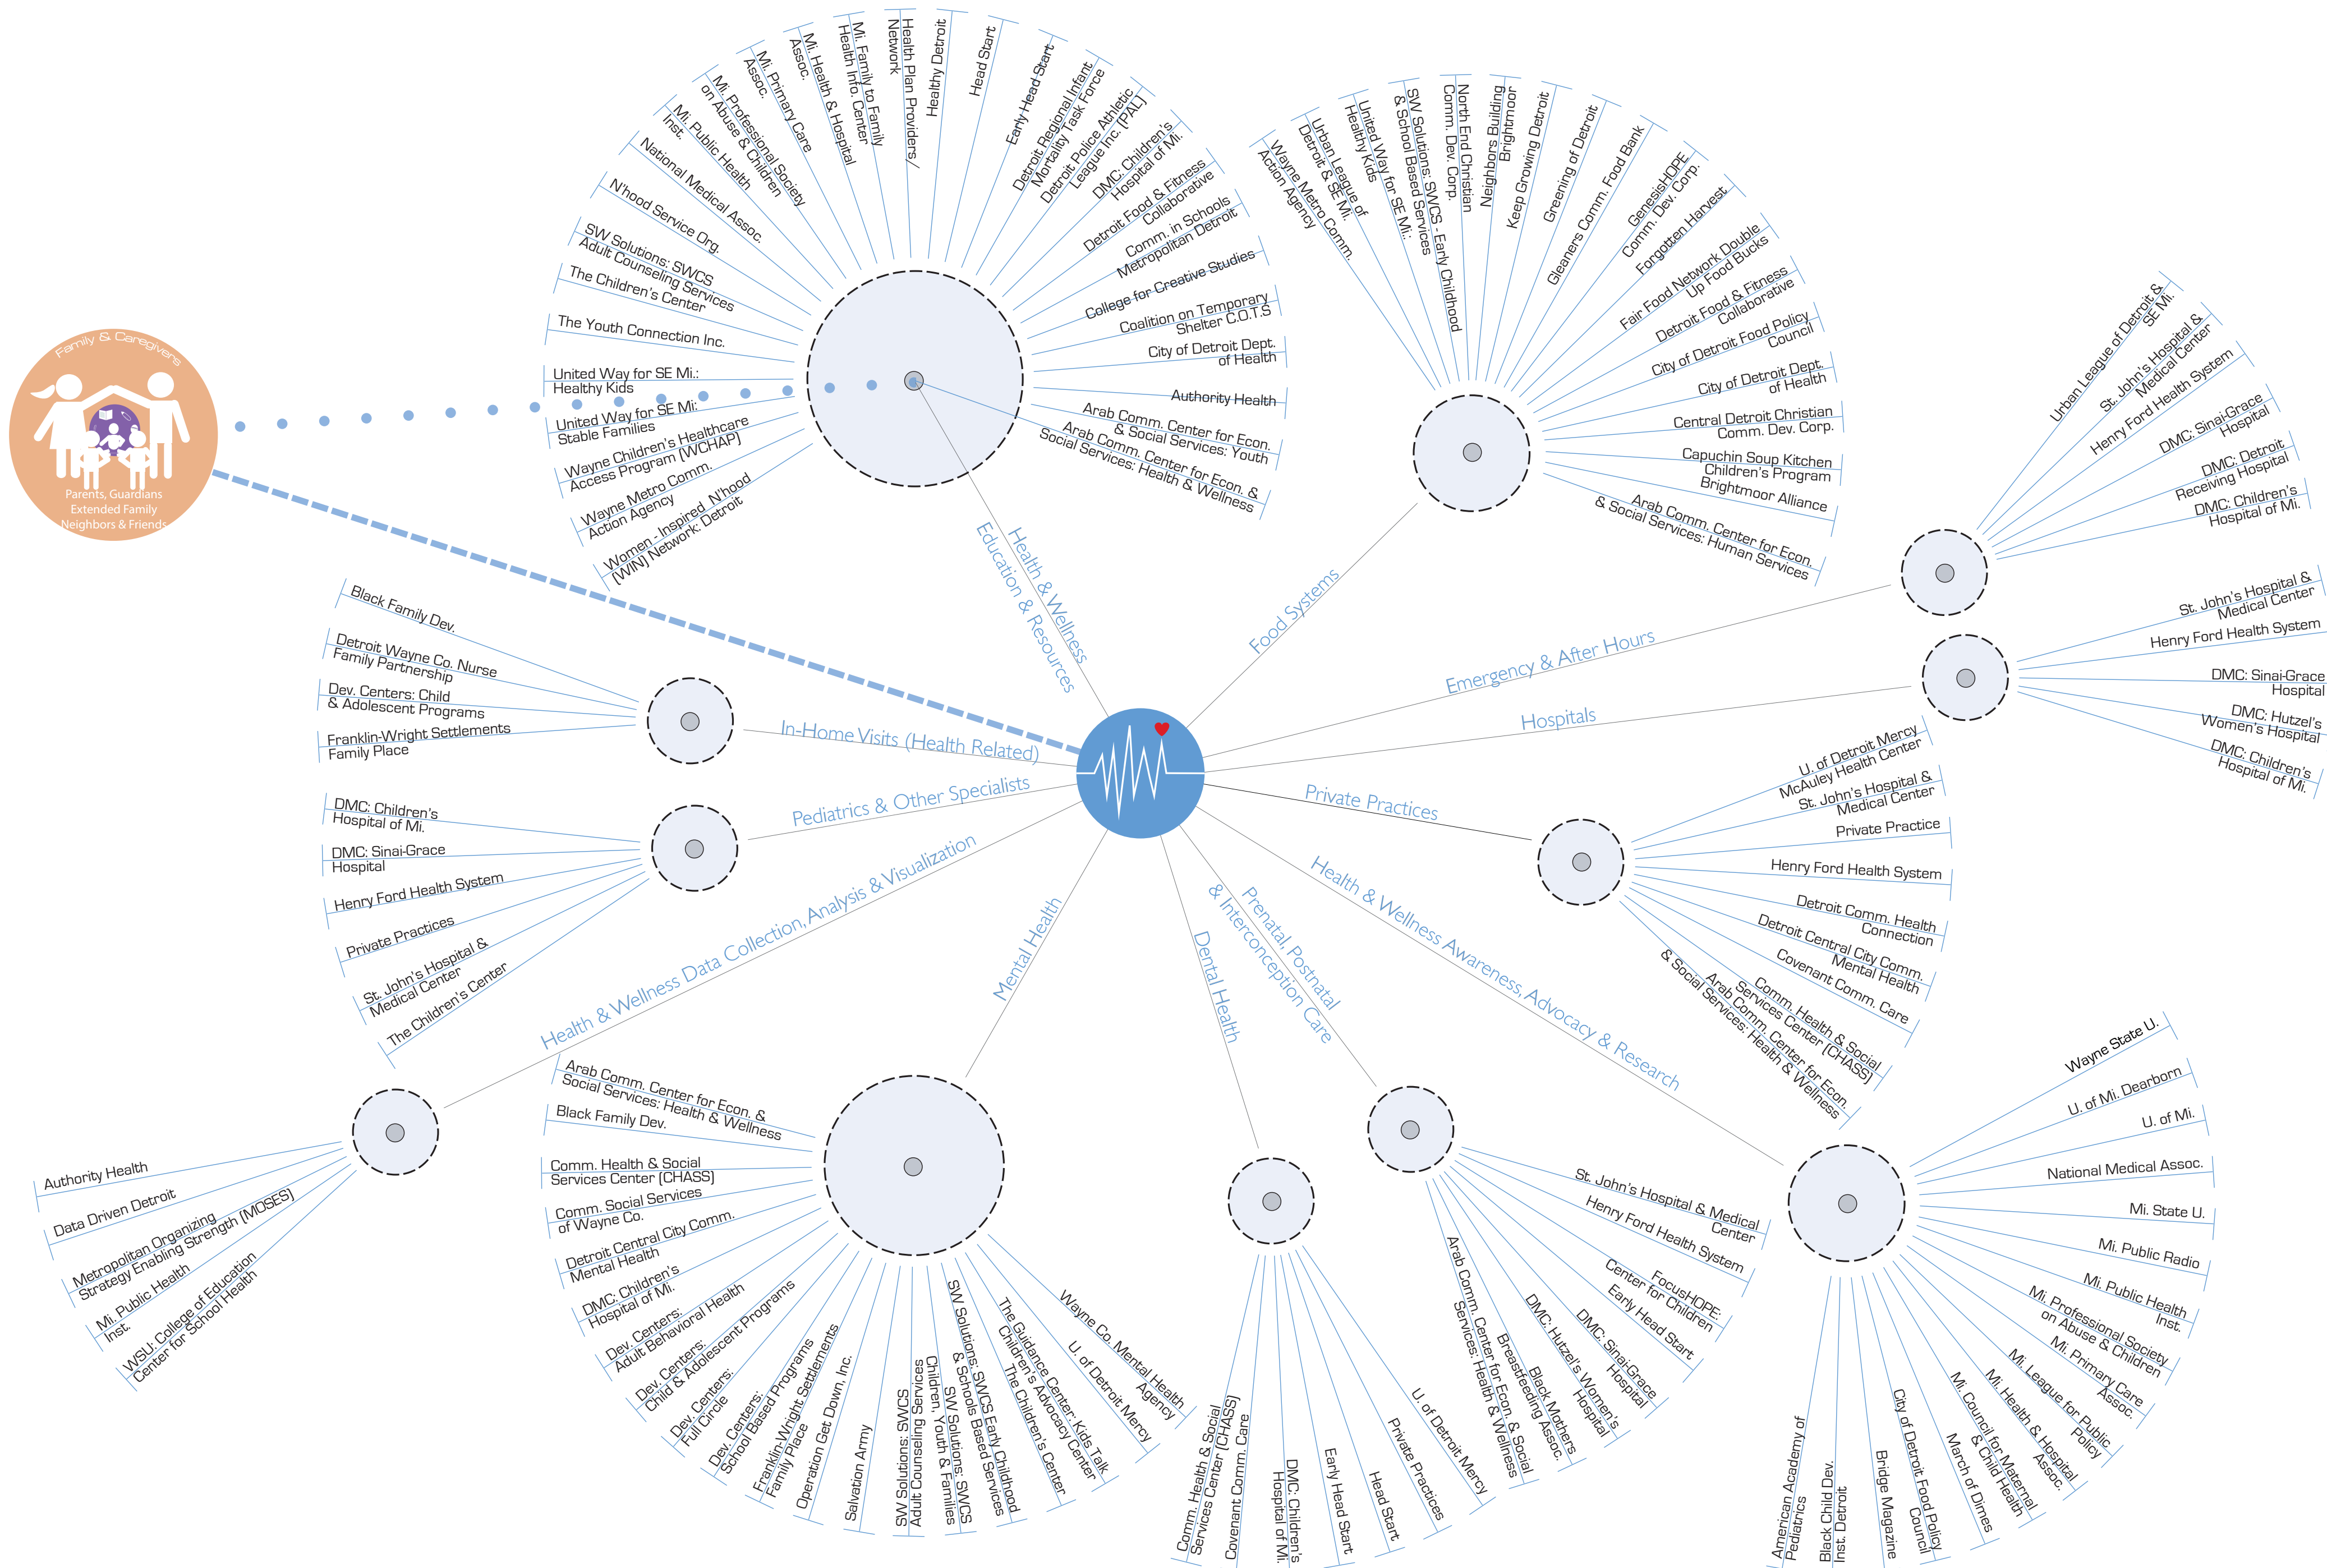 Family & Caregivers
Parents, Guardians
Extended Family
Neighbors & Friends
Health & Wellness
Education & Resources
Women - Inspired N'hood
(WIN) Network: Detroit
Wayne Metro Comm.
Action Agency
Wayne Children's Healthcare
Access Program (WCHAP)
United Way for SE Mi:
Stable Families
United Way for SE Mi.:
Healthy Kids
The Youth Connection Inc.
The Children's Center
SW Solutions: SWCS
Adult Counseling Services
N'hood Service Org.
National Medical Assoc.
Mi. Public Health
Inst.
Mi. Professional Society
on Abuse & Children
Mi. Primary Care
Assoc.
Mi. Health & Hospital
Assoc.
Mi. Family to Family
Health Info. Center
Health Plan Providers/
Network
Healthy Detroit
Head Start
Early Head Start
Detroit Regional Infant
Mortality Task Force
Detroit Police Athletic
League Inc. (PAL)
DMC: Children's
Hospital of Mi.
Detroit Food & Fitness
Collaborative
Comm. in Schools
Metropolitan Detroit
College for Creative Studies
Coalition on Temporary
Shelter C.O.T.S
City of Detroit Dept.
of Health
Authority Health
Arab Comm. Center for Econ.
& Social Services: Youth
Arab Comm. Center for Econ. &
Social Services: Health & Wellness
Food Systems
Wayne Metro Comm.
Action Agency
Urban League of
Detroit & SE Mi.
United Way for SE Mi.:
Healthy Kids
SW Solutions: SWCS - Early Childhood
& School Based Services
North End Christian
Comm. Dev. Corp.
Neighbors Building
Brightmoor
Keep Growing Detroit
Greening of Detroit
Gleaners Comm. Food Bank
GenesisHOPE
Comm. Dev. Corp.
Forgotten Harvest
Fair Food Network Double
Up Food Bucks
Detroit Food & Fitness
Collaborative
City of Detroit Food Policy
Council
City of Detroit Dept.
of Health
Central Detroit Christian
Comm. Dev. Corp.
Capuchin Soup Kitchen
Children's Program
Brightmoor Alliance
Arab Comm. Center for Econ.
& Social Services: Human Services
Emergency & After Hours
Urban League of Detroit &
SE Mi.
St. John's Hospital &
Medical Center
Henry Ford Health System
DMC: Sinai-Grace
Hospital
DMC: Detroit
Receiving Hospital
DMC: Children's
Hospital of Mi.
Hospitals
St. John's Hospital &
Medical Center
Henry Ford Health System
DMC: Sinai-Grace
Hospital
DMC: Hutzel's
Women's Hospital
DMC: Children's
Hospital of Mi.
Private Practices
U. of Detroit Mercy
McAuley Health Center
St. John's Hospital &
Medical Center
Private Practice
Henry Ford Health System
Detroit Comm. Health
Connection
Detroit Central City Comm.
Mental Health
Covenant Comm. Care
Comm. Health & Social
Services Center (CHASS)
Arab Comm. Center for Econ.
& Social Services: Health & Wellness
Health & Wellness Awareness, Advocacy & Research
Wayne State U.
U. of Mi. Dearborn
U. of Mi.
National Medical Assoc.
Mi. State U.
Mi. Public Radio
Mi. Public Health
Inst.
Mi. Professional Society
on Abuse & Children
Mi. Primary Care
Assoc.
Mi. League for Public
Policy
Mi. Health & Hospital
Assoc.
Mi. Council for Maternal
& Child Health
March of Dimes
City of Detroit Food Policy
Council
Bridge Magazine
Black Child Dev.
Inst. Detroit
American Academy of
Pediatrics
Prenatal, Postnatal
& Interconception Care
St. John's Hospital & Medical
Center
Henry Ford Health System
FocusHOPE:
Center for Children
Early Head Start
DMC: Sinai-Grace
Hospital
DMC: Hutzel's Women's
Hospital
Black Mothers
Breastfeeding Assoc.
Arab Comm. Center for Econ. & Social
Services: Health & Wellness
Dental Health
U. of Detroit Mercy
Private Practices
Head Start
Early Head Start
DMC: Children's
Hospital of Mi.
Covenant Comm. Care
Comm. Health & Social
Services Center (CHASS)
Mental Health
Arab Comm. Center for Econ. &
Social Services: Health & Wellness
Black Family Dev.
Comm. Health & Social
Services Center (CHASS)
Comm. Social Services
of Wayne Co.
Detroit Central City Comm.
Mental Health
DMC: Children's
Hospital of Mi.
Dev. Centers:
Adult Behavioral Health
Dev. Centers:
Child & Adolescent Programs
Dev. Centers:
Full Circle
Dev. Centers:
School Based Programs
Franklin-Wright Settlements
Family Place
Operation Get Down, Inc.
Salvation Army
SW Solutions: SWCS
Adult Counseling Services
SW Solutions: SWCS
Children, Youth & Families
SW Solutions: SWCS Early Childhood
& Schools Based Services
The Children's Center
The Guidance Center: Kids Talk
Children's Advocacy Center
U. of Detroit Mercy
Wayne Co. Mental Health
Agency
Health & Wellness Data Collection, Analysis & Visualization
Authority Health
Data Driven Detroit
Metropolitan Organizing
Strategy Enabling Strength (MOSES)
Mi. Public Health
Inst.
WSU: College of Education
Center for School Health
Pediatrics & Other Specialists
DMC: Children's
Hospital of Mi.
DMC: Sinai-Grace
Hospital
Henry Ford Health System
Private Practices
St. John's Hospital &
Medical Center
The Children's Center
In-Home Visits (Health Related)
Black Family Dev.
Detroit Wayne Co. Nurse
Family Partnership
Dev. Centers: Child
& Adolescent Programs
Franklin-Wright Settlements
Family Place